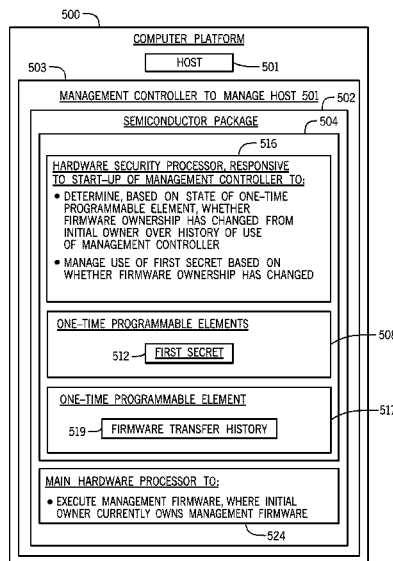 500
COMPUTER PLATFORM
HOST
501
503
MANAGEMENT CONTROLLER TO MANAGE HOST 501
502
SEMICONDUCTOR PACKAGE
504
516
HARDWARE SECURITY PROCESSOR, RESPONSIVE
TO START-UP OF MANAGEMENT CONTROLLER TO:
• DETERMINE, BASED ON STATE OF ONE-TIME
PROGRAMMABLE ELEMENT, WHETHER
FIRMWARE OWNERSHIP HAS CHANGED FROM
INITIAL OWNER OVER HISTORY OF USE
OF MANAGEMENT CONTROLLER
• MANAGE USE OF FIRST SECRET BASED ON
WHETHER FIRMWARE OWNERSHIP HAS CHANGED
ONE-TIME PROGRAMMABLE ELEMENTS
508
512
FIRST SECRET
ONE-TIME PROGRAMMABLE ELEMENT
517
519
FIRMWARE TRANSFER HISTORY
MAIN HARDWARE PROCESSOR TO:
• EXECUTE MANAGEMENT FIRMWARE, WHERE INITIAL
OWNER CURRENTLY OWNS MANAGEMENT FIRMWARE
524